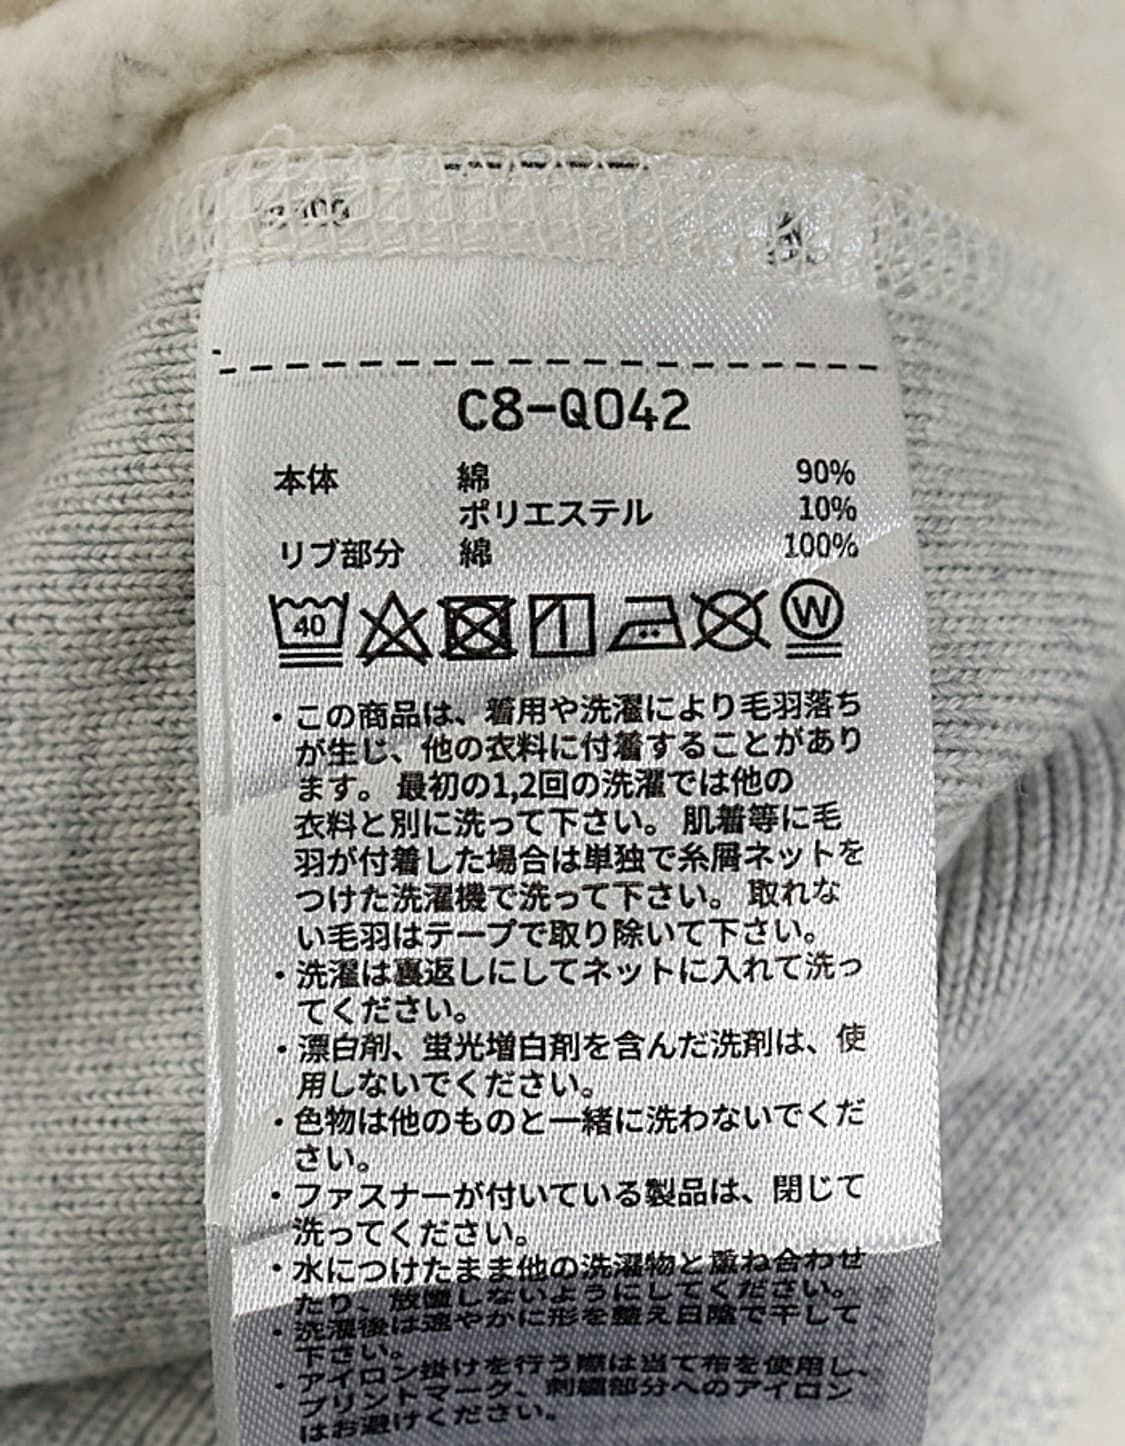 C8-Q042
本体 綿 90%
ポリエステル 10%
リブ部分 綿 100%
40 W
・この商品は、着用や洗濯により毛羽落ち
が生じ、他の衣料に付着することがあり
ます。最初の1,2回の洗濯では他の
衣料と別に洗って下さい。肌着等に毛
羽が付着した場合は単独で糸屑ネットを
つけた洗濯機で洗って下さい。取れな
い毛羽はテープで取り除いて下さい。
・洗濯は裏返しにしてネットに入れて洗っ
てください。
・漂白剤、蛍光増白剤を含んだ洗剤は、使
用しないでください。
・色物は他のものと一緒に洗わないでくだ
さい。
・ファスナーが付いている製品は、閉じて
洗ってください。
・水につけたまま他の洗濯物と重ね合わせ
たり、放置しないようにしてください。
・洗濯後は速やかに形を整え日陰で干して
下さい。
・アイロン掛けを行う際は当て布を使用し、
プリントマーク、刺繍部分へのアイロン
はお避けください。